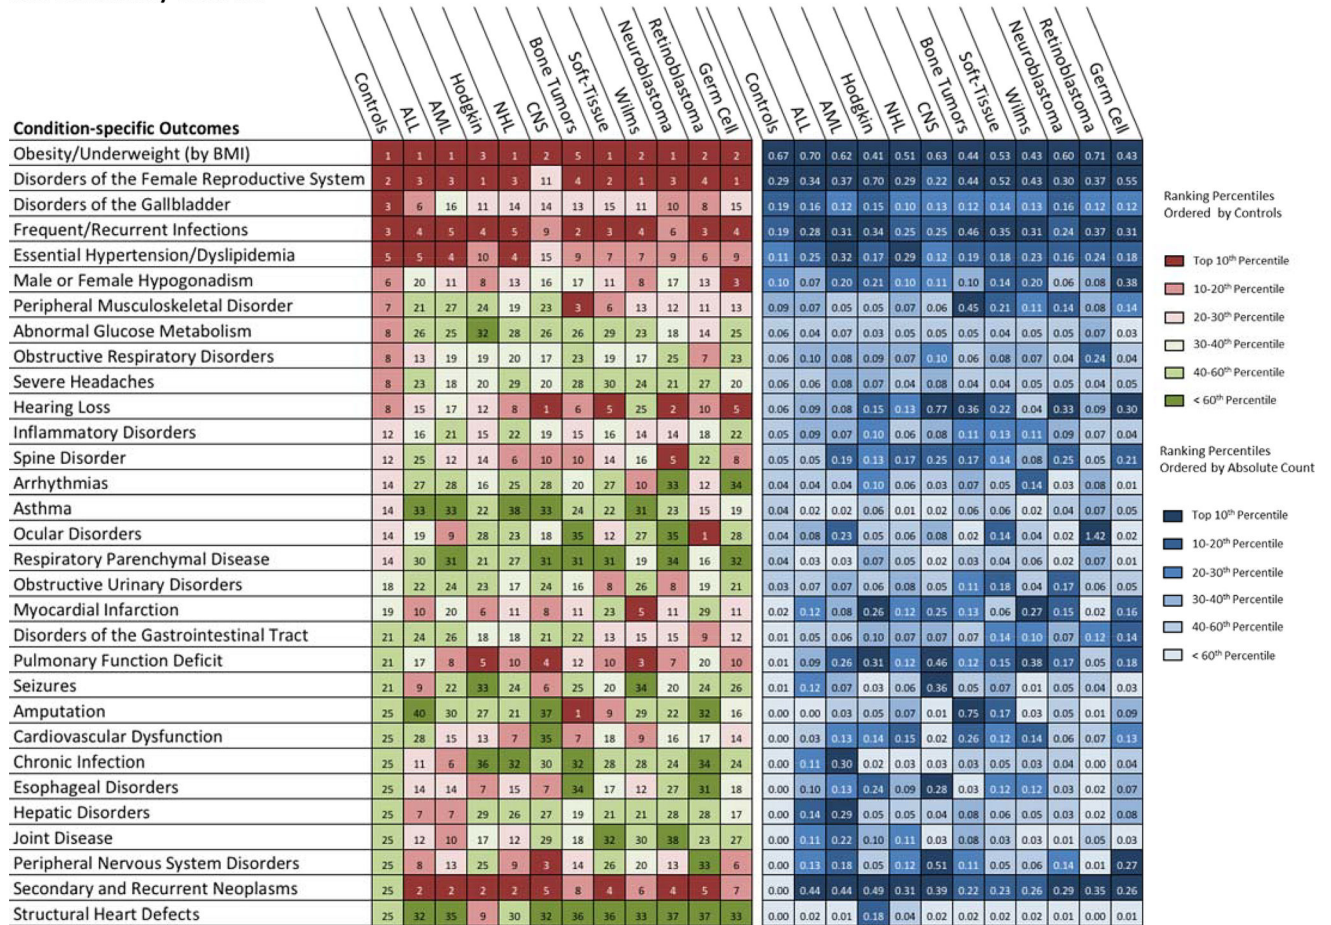 Controls ALL AML Hodgkin NHL CNS Bone Tumors Soft-Tissue Wilms Neuroblastoma Retinoblastoma Germ Cell Controls ALL AML Hodgkin NHL CNS Bone Tumors Soft-Tissue Wilms Neuroblastoma Retinoblastoma Germ Cell
Condition-specific Outcomes
Obesity/Underweight (by BMI) 1 1 1 3 1 2 5 1 2 1 2 2 0.67 0.70 0.62 0.41 0.51 0.63 0.44 0.53 0.43 0.60 0.71 0.43
Disorders of the Female Reproductive System 2 3 3 1 3 11 4 2 1 3 4 1 0.29 0.34 0.37 0.70 0.29 0.22 0.44 0.52 0.43 0.30 0.37 0.55
Disorders of the Gallbladder 3 6 16 11 14 14 13 15 11 10 8 15 0.19 0.16 0.12 0.15 0.10 0.13 0.12 0.14 0.13 0.16 0.12 0.12
Frequent/Recurrent Infections 3 4 5 4 5 9 2 3 4 6 3 4 0.19 0.28 0.31 0.34 0.25 0.25 0.46 0.35 0.31 0.24 0.37 0.31
Essential Hypertension/Dyslipidemia 5 5 4 10 4 15 9 7 7 9 6 9 0.11 0.25 0.32 0.17 0.29 0.12 0.19 0.18 0.23 0.16 0.24 0.18
Male or Female Hypogonadism 6 20 11 8 13 16 17 11 8 17 13 3 0.10 0.07 0.20 0.21 0.10 0.11 0.10 0.14 0.20 0.06 0.08 0.38
Peripheral Musculoskeletal Disorder 7 21 27 24 19 23 3 6 13 12 11 13 0.09 0.07 0.05 0.05 0.07 0.06 0.45 0.21 0.11 0.14 0.08 0.14
Abnormal Glucose Metabolism 8 26 25 32 28 26 26 29 23 18 14 25 0.06 0.04 0.07 0.03 0.05 0.05 0.05 0.04 0.05 0.05 0.07 0.03
Obstructive Respiratory Disorders 8 13 19 19 20 17 23 19 17 25 7 23 0.06 0.10 0.08 0.09 0.07 0.10 0.06 0.08 0.07 0.04 0.24 0.04
Severe Headaches 8 23 18 20 29 20 28 30 24 21 27 20 0.06 0.06 0.08 0.07 0.04 0.08 0.04 0.04 0.05 0.05 0.04 0.05
Hearing Loss 8 15 17 12 8 1 6 5 25 2 10 5 0.06 0.09 0.08 0.15 0.13 0.77 0.36 0.22 0.04 0.33 0.09 0.30
Inflammatory Disorders 12 16 21 15 22 19 15 16 14 14 18 22 0.05 0.09 0.07 0.10 0.06 0.08 0.11 0.13 0.11 0.09 0.07 0.04
Spine Disorder 12 25 12 14 6 10 10 14 16 5 22 8 0.05 0.05 0.19 0.13 0.17 0.25 0.17 0.14 0.08 0.25 0.05 0.21
Arrhythmias 14 27 28 16 25 28 20 27 10 33 12 34 0.04 0.04 0.04 0.10 0.06 0.03 0.07 0.05 0.14 0.03 0.08 0.01
Asthma 14 33 33 22 38 33 24 22 31 23 15 19 0.04 0.02 0.02 0.06 0.01 0.02 0.06 0.06 0.02 0.04 0.07 0.05
Ocular Disorders 14 19 9 28 23 18 35 12 27 35 1 28 0.04 0.08 0.23 0.05 0.06 0.08 0.02 0.14 0.04 0.02 1.42 0.02
Respiratory Parenchymal Disease 14 30 31 21 27 31 31 31 19 34 16 32 0.04 0.03 0.03 0.07 0.05 0.02 0.03 0.04 0.06 0.02 0.07 0.01
Obstructive Urinary Disorders 18 22 24 23 17 24 16 8 26 8 19 21 0.03 0.07 0.07 0.06 0.08 0.05 0.11 0.18 0.04 0.17 0.06 0.05
Myocardial Infarction 19 10 20 6 11 8 11 23 5 11 29 11 0.02 0.12 0.08 0.26 0.12 0.25 0.13 0.06 0.27 0.15 0.02 0.16
Disorders of the Gastrointestinal Tract 21 24 26 18 18 21 22 13 15 15 9 12 0.01 0.05 0.06 0.10 0.07 0.07 0.07 0.14 0.10 0.07 0.12 0.14
Pulmonary Function Deficit 21 17 8 5 10 4 12 10 3 7 20 10 0.01 0.09 0.26 0.31 0.12 0.46 0.12 0.15 0.38 0.17 0.05 0.18
Seizures 21 9 22 33 24 6 25 20 34 20 24 26 0.01 0.12 0.07 0.03 0.06 0.36 0.05 0.07 0.01 0.05 0.04 0.03
Amputation 25 40 30 27 21 37 1 9 29 22 32 16 0.00 0.00 0.03 0.05 0.07 0.01 0.75 0.17 0.03 0.05 0.01 0.09
Cardiovascular Dysfunction 25 28 15 13 7 35 7 18 9 16 17 14 0.00 0.03 0.13 0.14 0.15 0.02 0.26 0.12 0.14 0.06 0.07 0.13
Chronic Infection 25 11 6 36 32 30 32 28 28 24 34 24 0.00 0.11 0.30 0.02 0.03 0.03 0.03 0.05 0.03 0.04 0.00 0.04
Esophageal Disorders 25 14 14 7 15 7 34 17 12 27 31 18 0.00 0.10 0.13 0.24 0.09 0.28 0.03 0.12 0.12 0.03 0.02 0.07
Hepatic Disorders 25 7 7 29 26 27 19 21 21 28 28 17 0.00 0.14 0.29 0.05 0.05 0.04 0.08 0.06 0.05 0.03 0.02 0.08
Joint Disease 25 12 10 17 12 29 18 32 30 38 23 27 0.00 0.11 0.22 0.10 0.11 0.03 0.08 0.03 0.03 0.01 0.05 0.03
Peripheral Nervous System Disorders 25 8 13 25 9 3 14 26 20 13 33 6 0.00 0.13 0.18 0.05 0.12 0.51 0.11 0.05 0.06 0.14 0.01 0.27
Secondary and Recurrent Neoplasms 25 2 2 2 2 5 8 4 6 4 5 7 0.00 0.44 0.44 0.49 0.31 0.39 0.22 0.23 0.26 0.29 0.35 0.26
Structural Heart Defects 25 32 35 9 30 32 36 36 33 37 37 33 0.00 0.02 0.01 0.18 0.04 0.02 0.02 0.02 0.02 0.01 0.00 0.01
Ranking Percentiles
Ordered by Controls
Top 10th Percentile
10-20th Percentile
20-30th Percentile
30-40th Percentile
40-60th Percentile
< 60th Percentile
Ranking Percentiles
Ordered by Absolute Count
Top 10th Percentile
10-20th Percentile
20-30th Percentile
30-40th Percentile
40-60th Percentile
< 60th Percentile